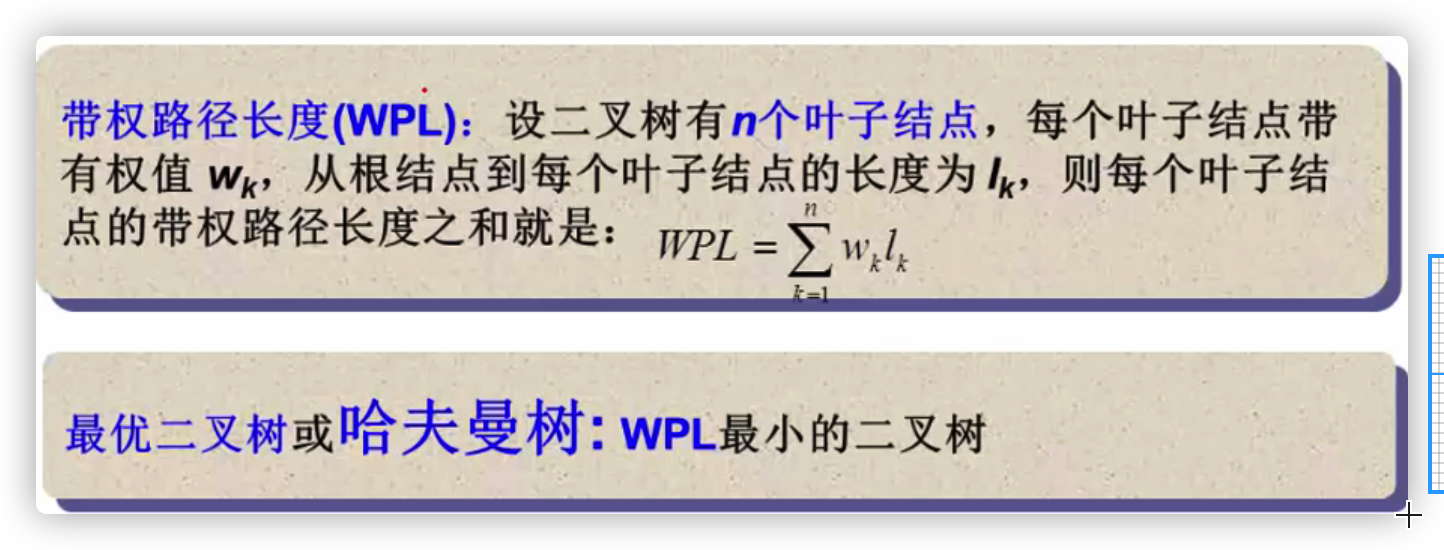 带权路径长度(WPL)：设二叉树有n个叶子结点，每个叶子结点带
有权值 wk，从根结点到每个叶子结点的长度为 lk，则每个叶子结
点的带权路径长度之和就是： WPL = ∑_{k=1}^{n} w_k l_k
最优二叉树或哈夫曼树: WPL最小的二叉树